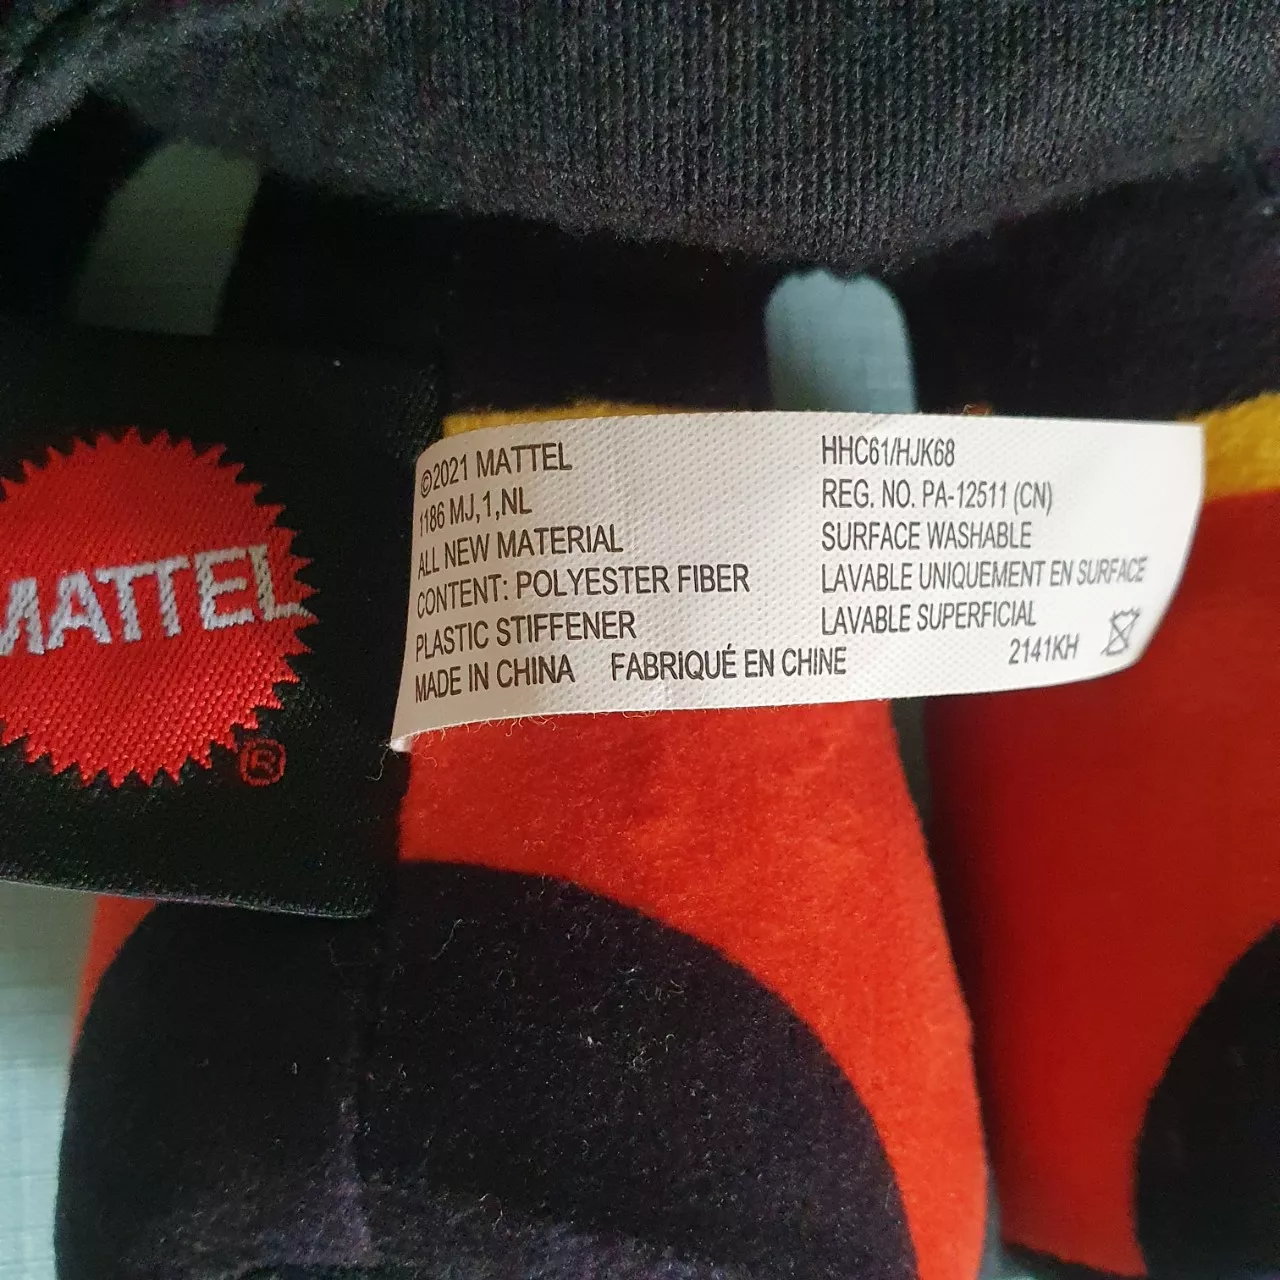 MATTEL
®
©2021 MATTEL
1186 MJ,1,NL
ALL NEW MATERIAL
CONTENT: POLYESTER FIBER
PLASTIC STIFFENER
MADE IN CHINA FABRIQUÉ EN CHINE
HHC61/HJK68
REG. NO. PA-12511 (CN)
SURFACE WASHABLE
LAVABLE UNIQUEMENT EN SURFACE
LAVABLE SUPERFICIAL
2141KH